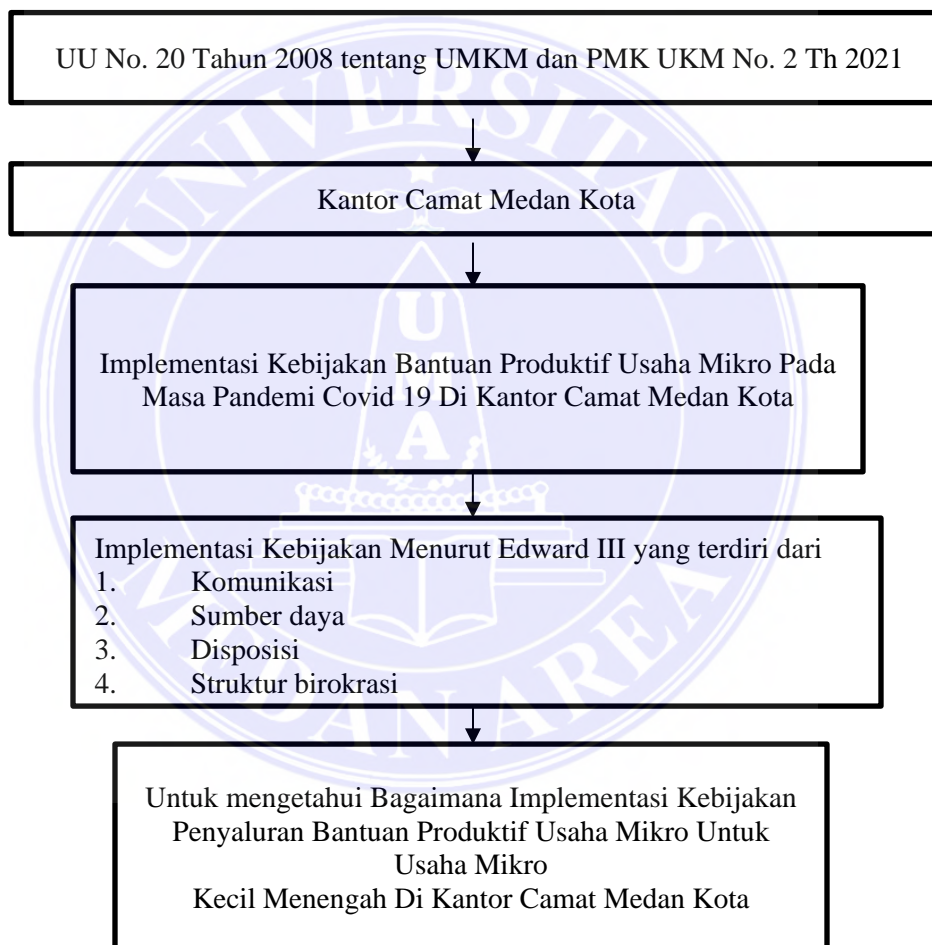 UU No. 20 Tahun 2008 tentang UMKM dan PMK UKM No. 2 Th 2021
Kantor Camat Medan Kota
Implementasi Kebijakan Bantuan Produktif Usaha Mikro Pada
Masa Pandemi Covid 19 Di Kantor Camat Medan Kota
Implementasi Kebijakan Menurut Edward III yang terdiri dari
1. Komunikasi
2. Sumber daya
3. Disposisi
4. Struktur birokrasi
Untuk mengetahui Bagaimana Implementasi Kebijakan
Penyaluran Bantuan Produktif Usaha Mikro Untuk
Usaha Mikro
Kecil Menengah Di Kantor Camat Medan Kota
UNIVERSITAS
MEDAN AREA
U
M
A